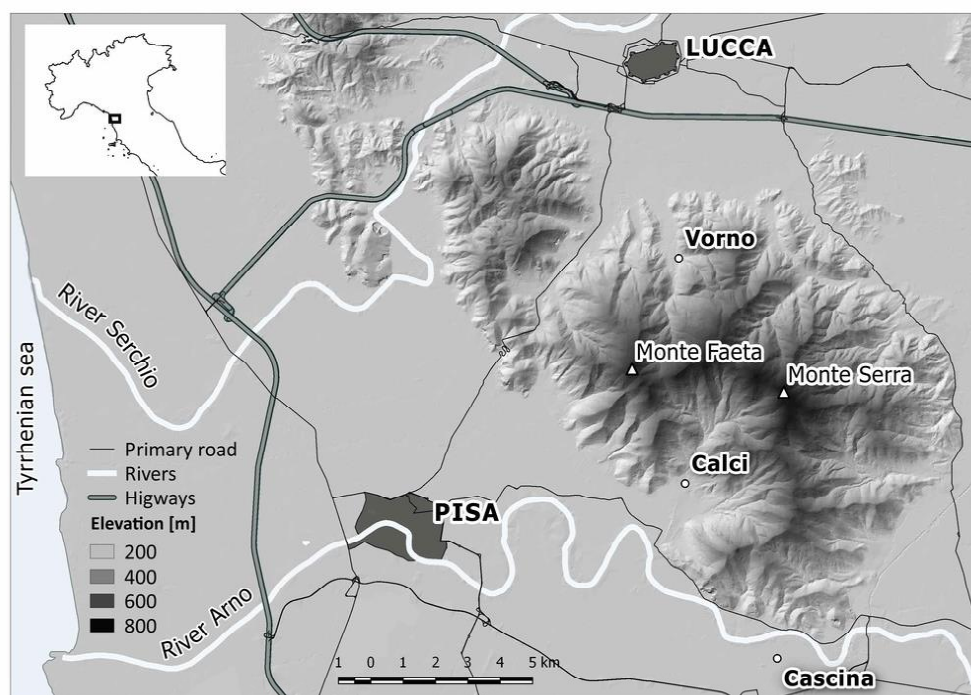 LUCCA
Vorno
Monte Faeta
Monte Serra
Calci
PISA
Cascina
River Serchio
River Arno
Tyrrhenian sea
Primary road
Rivers
Higways
Elevation [m]
200
400
600
800
1 0 1 2 3 4 5 km